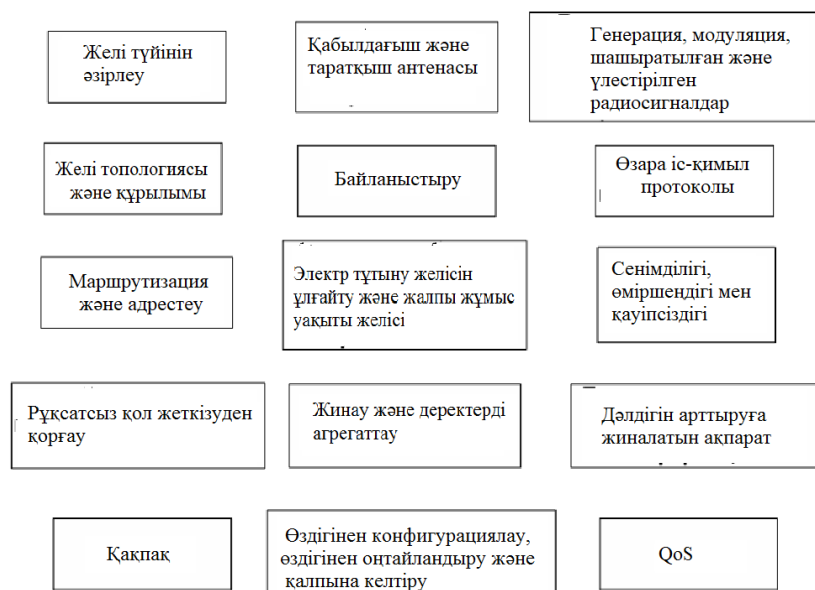 Желі түйінін
әзірлеу
Қабылдағыш және
таратқыш антенасы
Генерация, модуляция,
шашыратылған және
үлестірілген
радиосигналдар
Желі топологиясы
және құрылымы
Байланыстыру
Өзара іс-қимыл
протоколы
Маршрутизация
және адрестеу
Электр тұтыну желісін
ұлғайту және жалпы жұмыс
уақыты желісі
Сенімділігі,
өміршеңдігі мен
қауіпсіздігі
Рұқсатсыз қол жеткізуден
қорғау
Жинау және деректерді
агрегаттау
Дәлдігін арттыруға
жиналатын ақпарат
Қақпақ
Өздігінен конфигурациялау,
өздігінен оңтайландыру және
қалпына келтіру
QoS